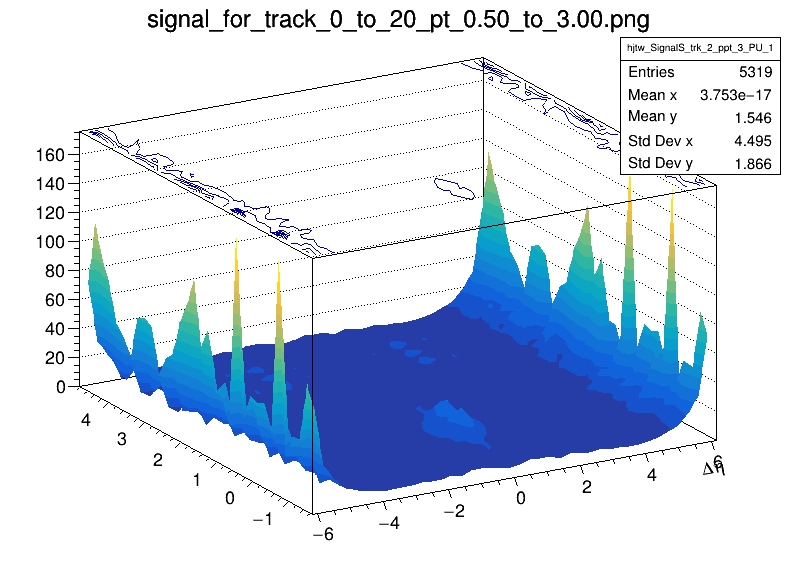 signal_for_track_0_to_20_pt_0.50_to_3.00.png
hjtw_SignalS_trk_2_ppt_3_PU_1
Entries 5319
Mean x 3.753e−17
Mean y 1.546
Std Dev x 4.495
Std Dev y 1.866
160
140
120
100
80
60
40
20
0
4
3
2
1
0
−1
−6
−4
−2
0
2
4
6
Δη